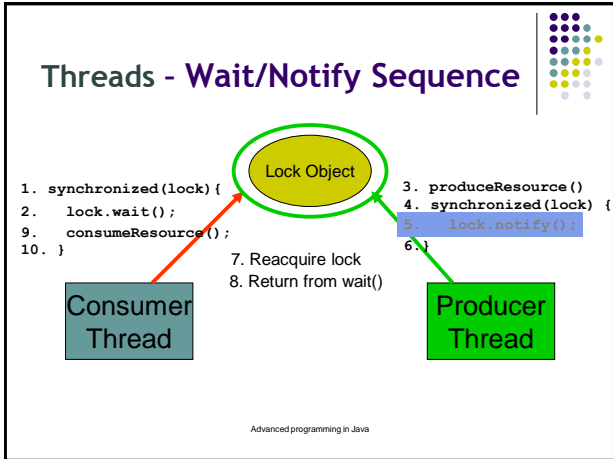 Threads - Wait/Notify Sequence
Lock Object
1. synchronized(lock){
2. lock.wait();
9. consumeResource();
10. }
3. produceResource()
4. synchronized(lock) {
5. lock.notify();
6.}
7. Reacquire lock
8. Return from wait()
Consumer
Thread
Producer
Thread
Advanced programming in Java